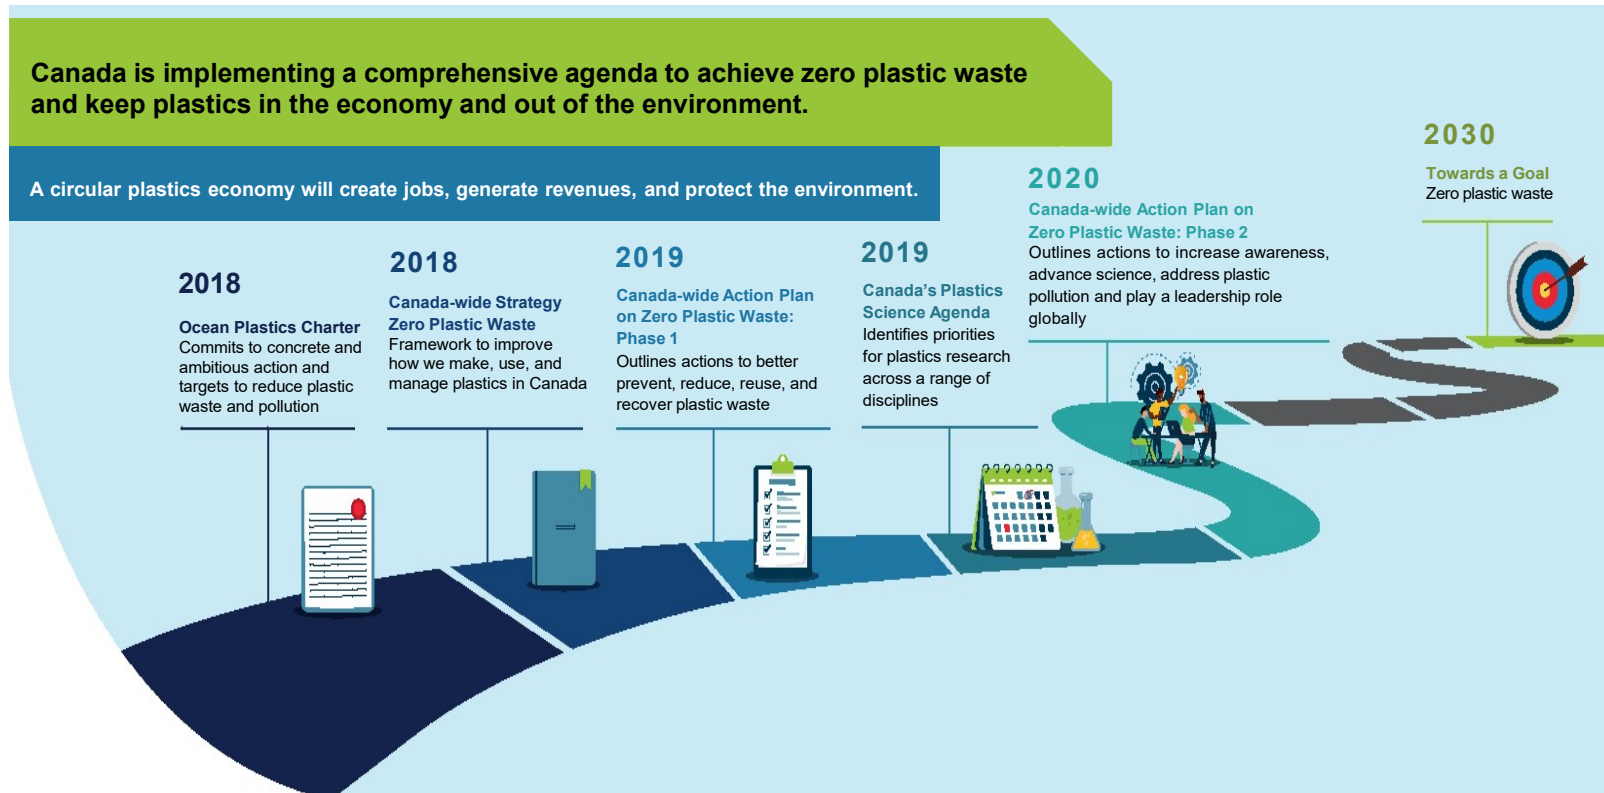 Canada is implementing a comprehensive agenda to achieve zero plastic waste
and keep plastics in the economy and out of the environment.
A circular plastics economy will create jobs, generate revenues, and protect the environment.
2018
Ocean Plastics Charter
Commits to concrete and
ambitious action and
targets to reduce plastic
waste and pollution
2018
Canada-wide Strategy
Zero Plastic Waste
Framework to improve
how we make, use, and
manage plastics in Canada
2019
Canada-wide Action Plan
on Zero Plastic Waste:
Phase 1
Outlines actions to better
prevent, reduce, reuse, and
recover plastic waste
2019
Canada’s Plastics
Science Agenda
Identifies priorities
for plastics research
across a range of
disciplines
2020
Canada-wide Action Plan on
Zero Plastic Waste: Phase 2
Outlines actions to increase awareness,
advance science, address plastic
pollution and play a leadership role
globally
2030
Towards a Goal
Zero plastic waste